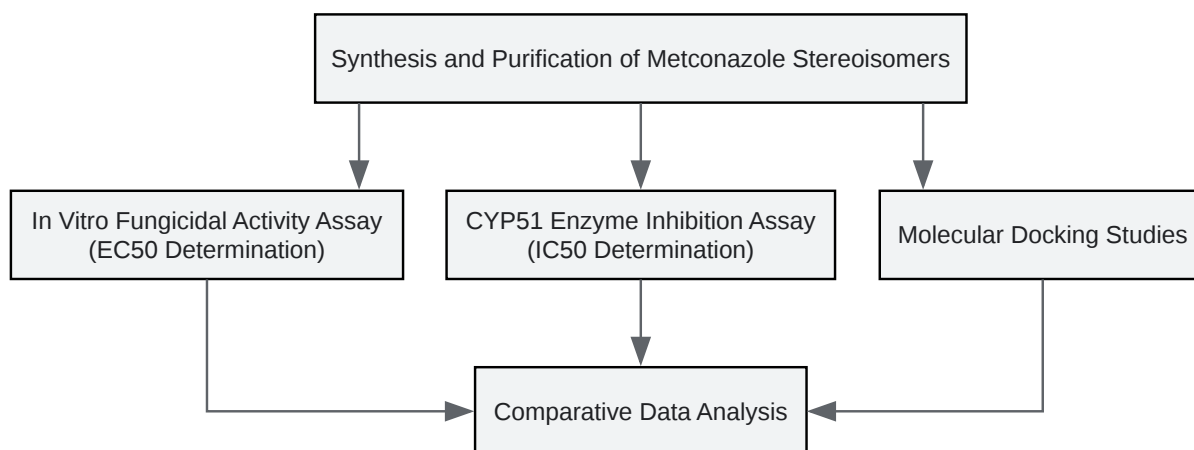 Synthesis and Purification of Metconazole Stereoisomers
In Vitro Fungicidal Activity Assay
(EC50 Determination)
CYP51 Enzyme Inhibition Assay
(IC50 Determination)
Molecular Docking Studies
Comparative Data Analysis